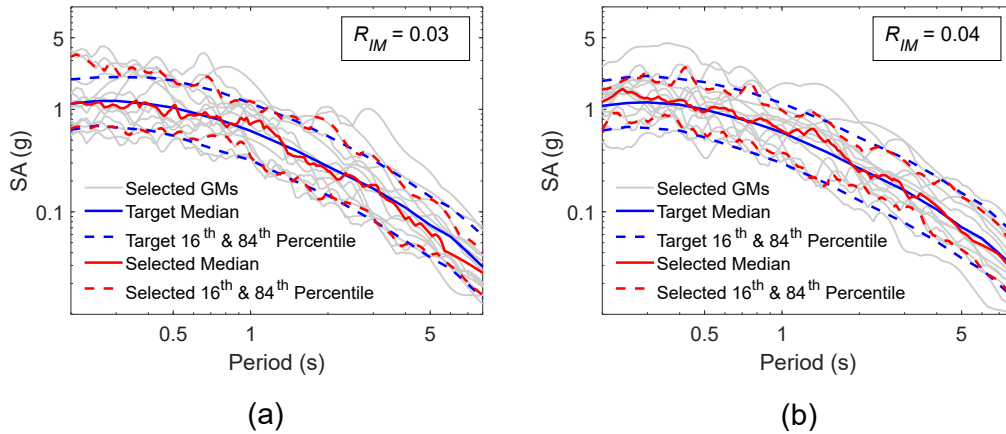 R_IM = 0.03
10
1
0.1
SA (g)
Selected GMs
Target Median
Target 16th & 84th Percentile
Selected Median
Selected 16th & 84th Percentile
0.5
1
5
Period (s)
(a)
R_IM = 0.04
10
1
0.1
SA (g)
Selected GMs
Target Median
Target 16th & 84th Percentile
Selected Median
Selected 16th & 84th Percentile
0.5
1
5
Period (s)
(b)